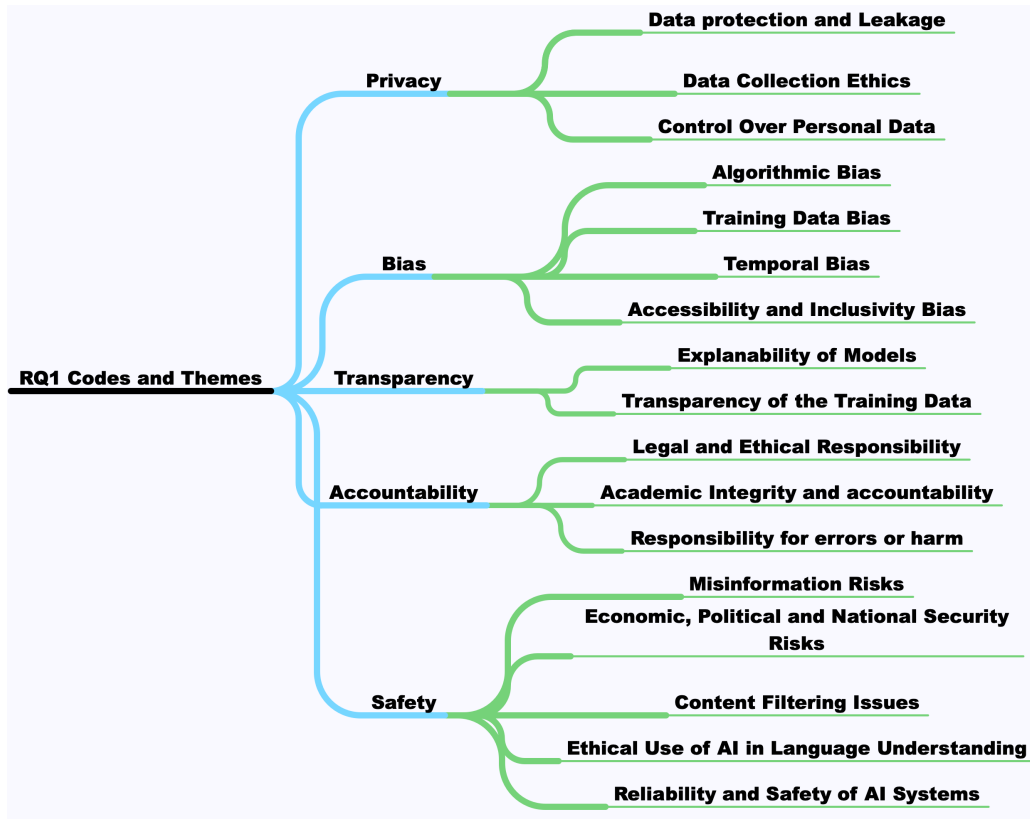 RQ1 Codes and Themes
Privacy
Data protection and Leakage
Data Collection Ethics
Control Over Personal Data
Bias
Algorithmic Bias
Training Data Bias
Temporal Bias
Accessibility and Inclusivity Bias
Transparency
Explanability of Models
Transparency of the Training Data
Accountability
Legal and Ethical Responsibility
Academic Integrity and accountability
Responsibility for errors or harm
Safety
Misinformation Risks
Economic, Political and National Security
Risks
Content Filtering Issues
Ethical Use of AI in Language Understanding
Reliability and Safety of AI Systems